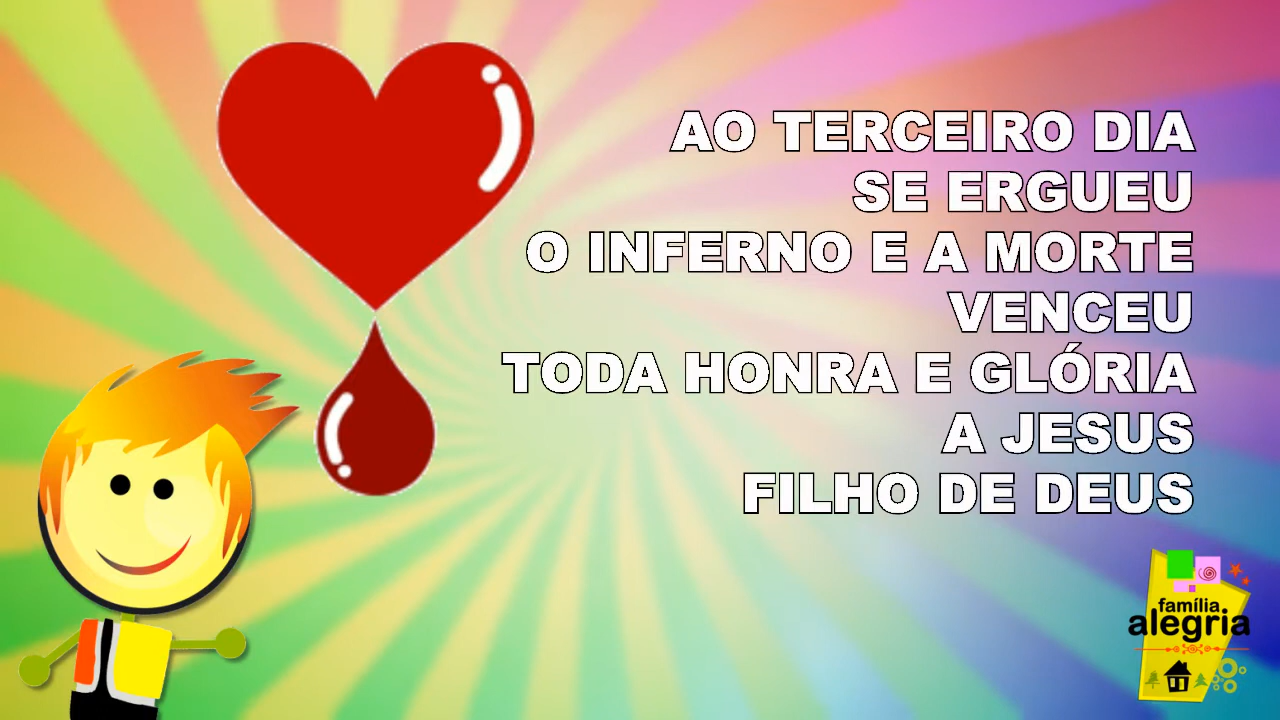 AO TERCEIRO DIA
SE ERGUEU
O INFERNO E A MORTE
VENCEU
TODA HONRA E GLÓRIA
A JESUS
FILHO DE DEUS
família
alegria